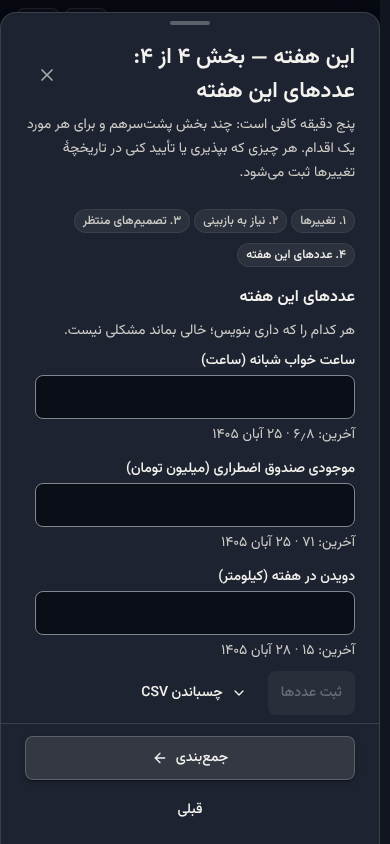 این هفته — بخش ۴ از ۴:
عددهای این هفته
پنج دقیقه کافی است: چند بخش پشت‌سرهم و برای هر مورد
یک اقدام. هر چیزی که بپذیری یا تأیید کنی در تاریخچهٔ
تغییرها ثبت می‌شود.
۱. تغییرها
۲. نیاز به بازبینی
۳. تصمیم‌های منتظر
۴. عددهای این هفته
عددهای این هفته
هر کدام را که داری بنویس؛ خالی بماند مشکلی نیست.
ساعت خواب شبانه (ساعت)
آخرین: ۶٫۸ · ۲۵ آبان ۱۴۰۵
موجودی صندوق اضطراری (میلیون تومان)
آخرین: ۷۱ · ۲۵ آبان ۱۴۰۵
دویدن در هفته (کیلومتر)
آخرین: ۱۵ · ۲۸ آبان ۱۴۰۵
ثبت عددها
چسباندن CSV
جمع‌بندی
قبلی